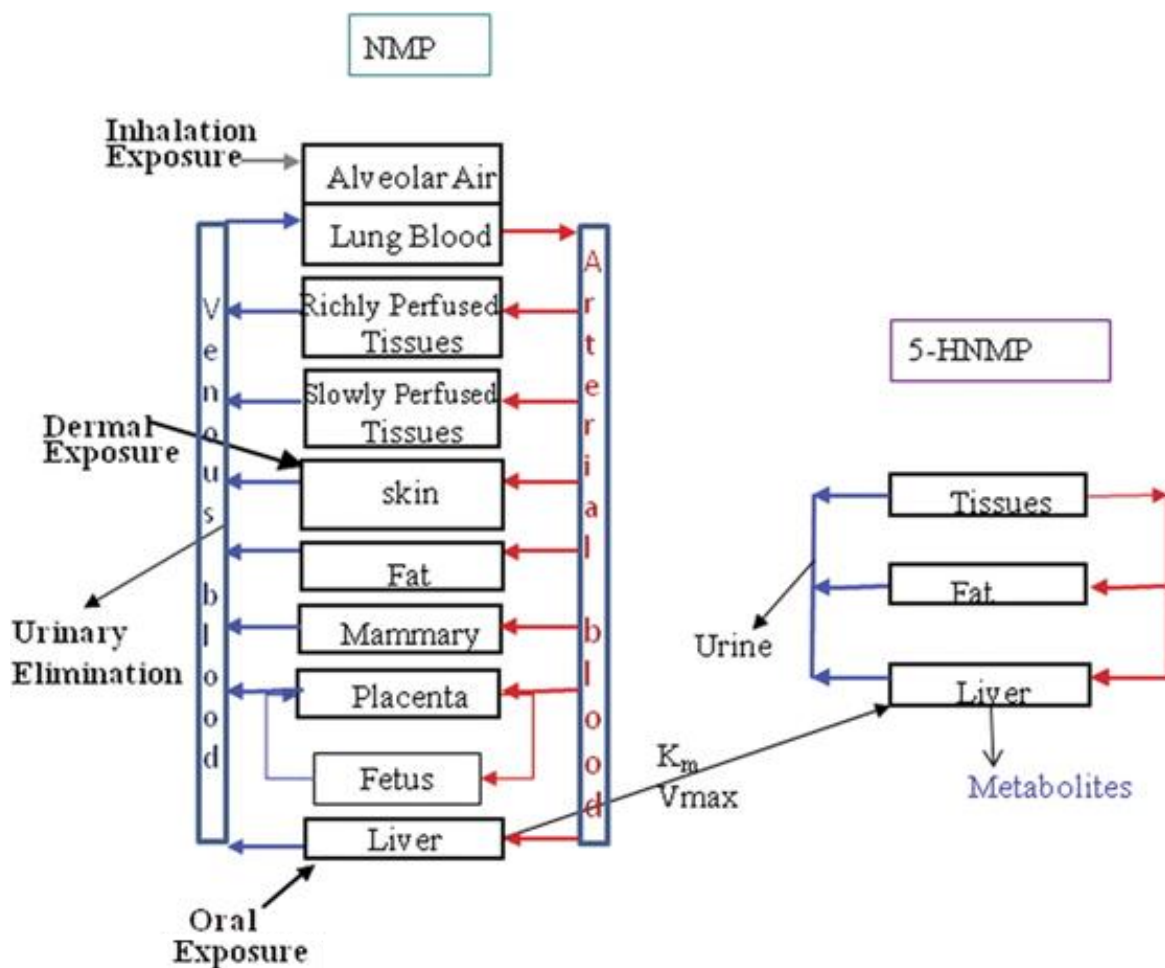 NMP
Inhalation
Exposure
Alveolar Air
Lung Blood
Richly Perfused
Tissues
Slowly Perfused
Tissues
Dermal
Exposure
skin
Fat
Mammary
Placenta
Fetus
Liver
Venous blood
Arterial blood
Urinary
Elimination
Oral
Exposure
Km
Vmax
5-HNMP
Tissues
Fat
Liver
Urine
Metabolites